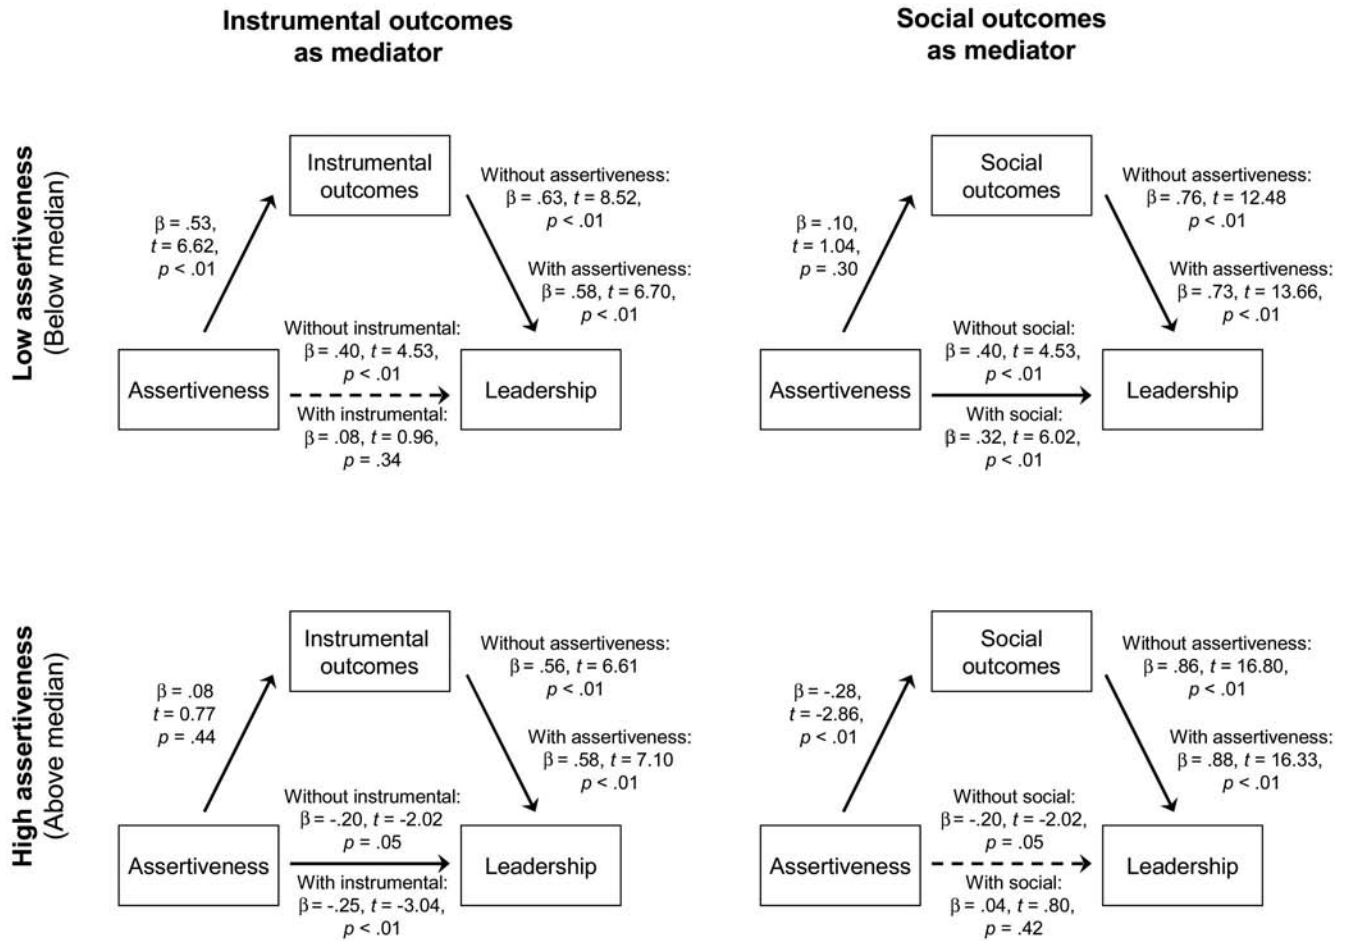 Instrumental outcomes
as mediator
Social outcomes
as mediator
Low assertiveness
(Below median)
Instrumental
outcomes
β = .53,
t = 6.62,
p < .01
Without assertiveness:
β = .63, t = 8.52,
p < .01
With assertiveness:
β = .58, t = 6.70,
p < .01
Without instrumental:
β = .40, t = 4.53,
p < .01
Assertiveness
Leadership
With instrumental:
β = .08, t = 0.96,
p = .34
Social
outcomes
β = .10,
t = 1.04,
p = .30
Without assertiveness:
β = .76, t = 12.48
p < .01
With assertiveness:
β = .73, t = 13.66,
p < .01
Without social:
β = .40, t = 4.53,
p < .01
Assertiveness
Leadership
With social:
β = .32, t = 6.02,
p < .01
High assertiveness
(Above median)
Instrumental
outcomes
β = .08
t = 0.77
p = .44
Without assertiveness:
β = .56, t = 6.61
p < .01
With assertiveness:
β = .58, t = 7.10
p < .01
Without instrumental:
β = -.20, t = -2.02
p = .05
Assertiveness
Leadership
With instrumental:
β = -.25, t = -3.04,
p < .01
Social
outcomes
β = -.28,
t = -2.86,
p < .01
Without assertiveness:
β = .86, t = 16.80,
p < .01
With assertiveness:
β = .88, t = 16.33,
p < .01
Without social:
β = -.20, t = -2.02,
p = .05
Assertiveness
Leadership
With social:
β = .04, t = .80,
p = .42